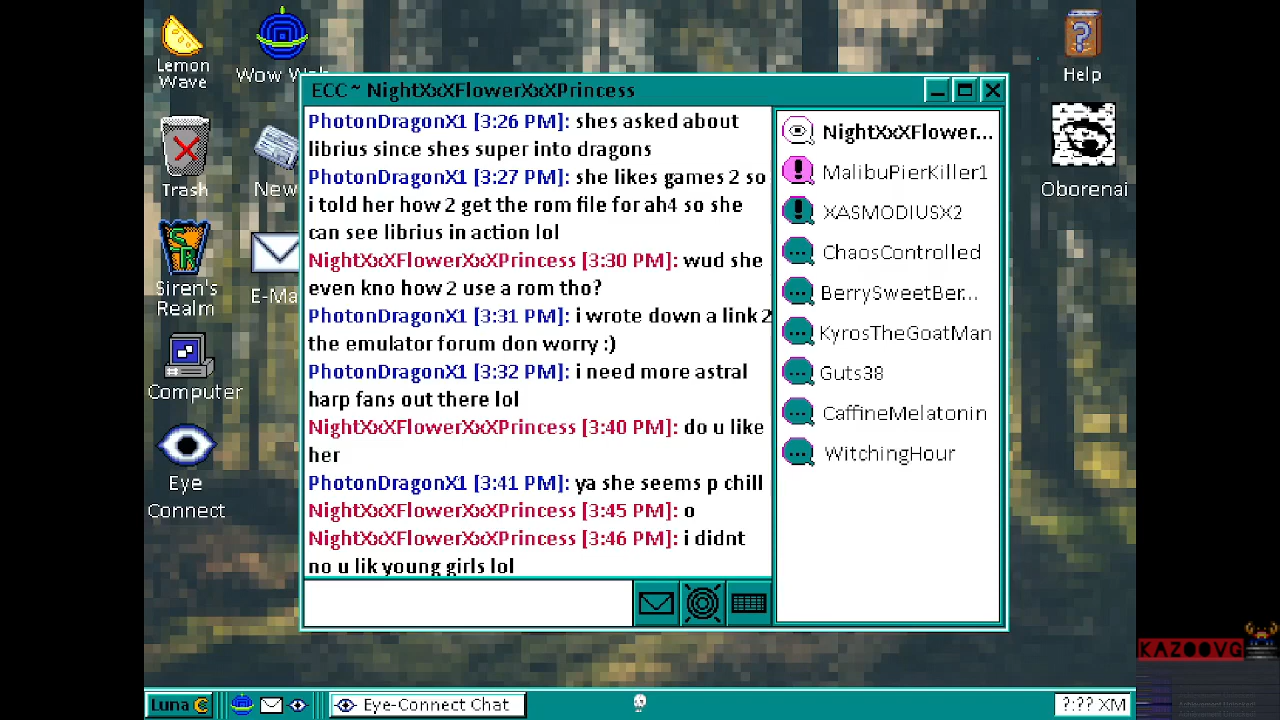 Lemon
Wave
Wow W
Help
ECC ~ NightXxXFlowerXxXPrincess
PhotonDragonX1 [3:26 PM]: shes asked about
librius since shes super into dragons
PhotonDragonX1 [3:27 PM]: she likes games 2 so
i told her how 2 get the rom file for ah4 so she
can see librius in action lol
NightXxXFlowerXxXPrincess [3:30 PM]: wud she
even kno how 2 use a rom tho?
PhotonDragonX1 [3:31 PM]: i wrote down a link 2
the emulator forum don worry :)
PhotonDragonX1 [3:32 PM]: i need more astral
harp fans out there lol
NightXxXFlowerXxXPrincess [3:40 PM]: do u like
her
PhotonDragonX1 [3:41 PM]: ya she seems p chill
NightXxXFlowerXxXPrincess [3:45 PM]: o
NightXxXFlowerXxXPrincess [3:46 PM]: i didnt
no u lik young girls lol
NightXxXFlower...
MalibuPierKiller1
XASMODIUSX2
ChaosControlled
BerrySweetBer...
KyrosTheGoatMan
Guts38
CaffineMelatonin
WitchingHour
Trash
New
Oborenai
Siren's
Realm
E-Ma
Computer
Eye
Connect
KAZOOVG
Luna
Eye-Connect Chat
?:?? XM